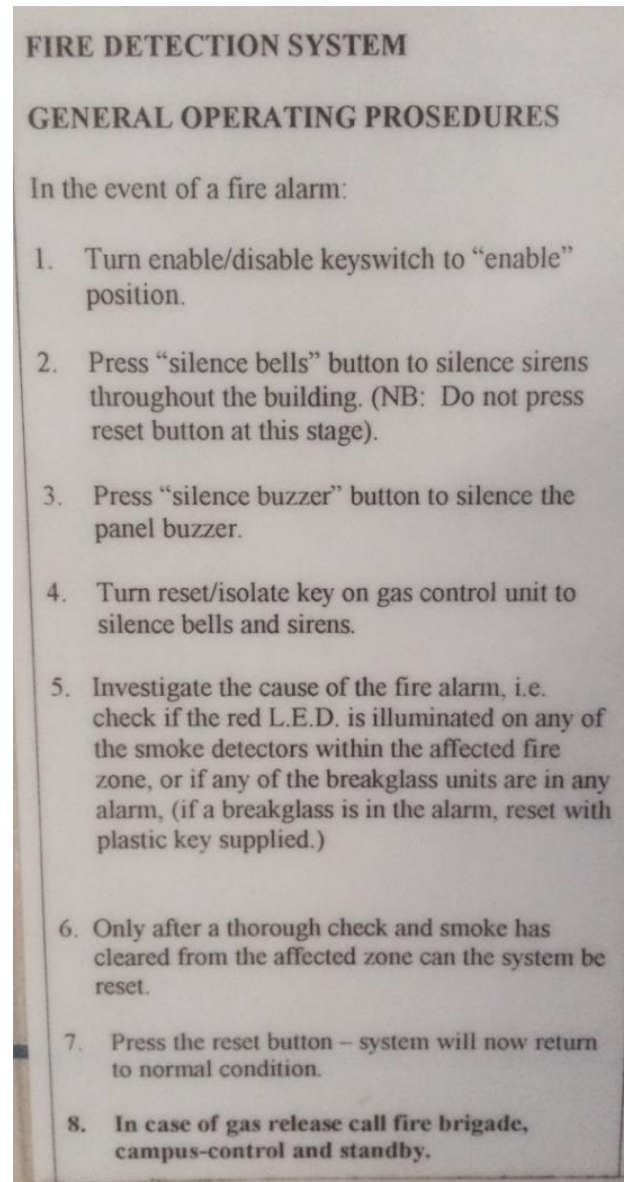 FIRE DETECTION SYSTEM
GENERAL OPERATING PROSEDURES
In the event of a fire alarm:
1. Turn enable/disable keyswitch to “enable”
position.
2. Press “silence bells” button to silence sirens
throughout the building. (NB: Do not press
reset button at this stage).
3. Press “silence buzzer” button to silence the
panel buzzer.
4. Turn reset/isolate key on gas control unit to
silence bells and sirens.
5. Investigate the cause of the fire alarm, i.e.
check if the red L.E.D. is illuminated on any of
the smoke detectors within the affected fire
zone, or if any of the breakglass units are in any
alarm, (if a breakglass is in the alarm, reset with
plastic key supplied.)
6. Only after a thorough check and smoke has
cleared from the affected zone can the system be
reset.
7. Press the reset button – system will now return
to normal condition.
8. In case of gas release call fire brigade,
campus-control and standby.